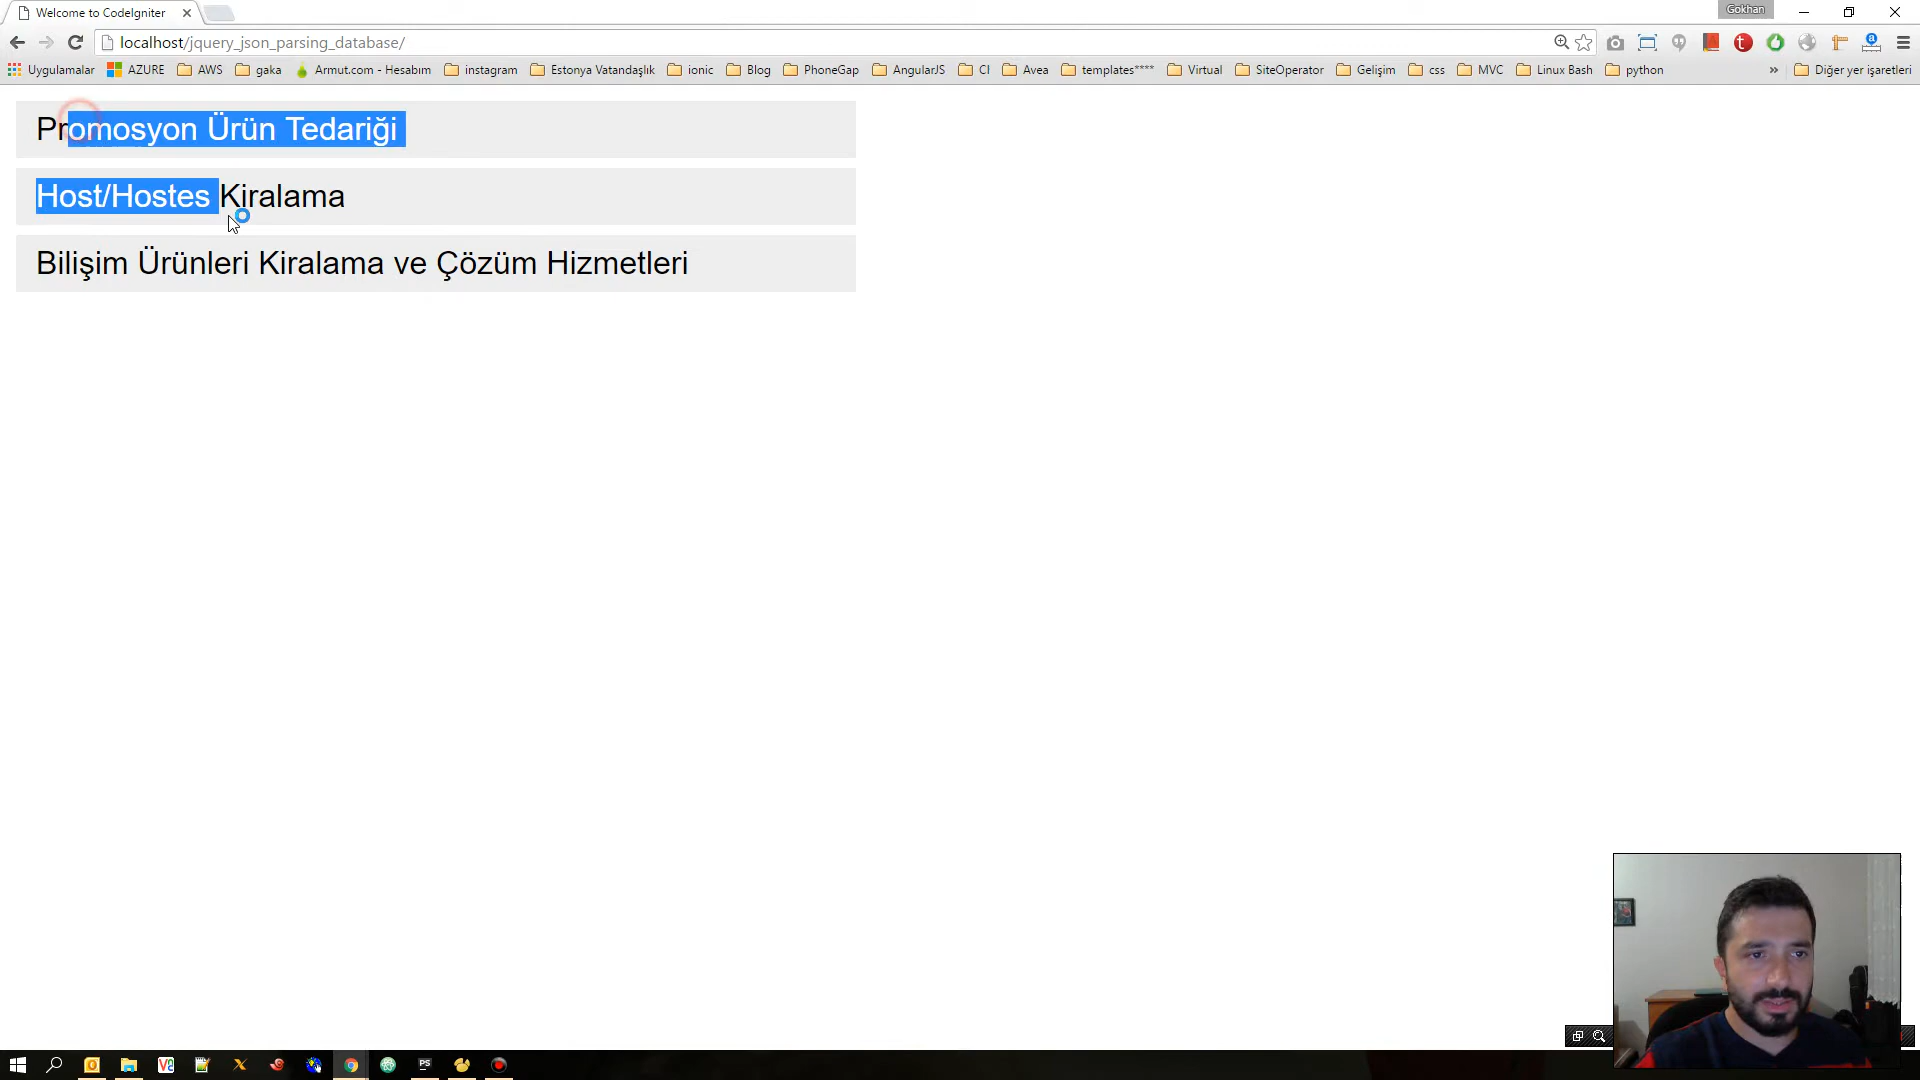 Welcome to CodeIgniter
Gökhan
localhost/jquery_json_parsing_database/
Uygulamalar AZURE AWS gaka Armut.com - Hesabım instagram Estonya Vatandaşlık ionic Blog PhoneGap AngularJS CI Avea templates**** Virtual SiteOperator Gelişim css MVC Linux Bash python » Diğer yer işaretleri
Promosyon Ürün Tedariği
Host/Hostes Kiralama
Bilişim Ürünleri Kiralama ve Çözüm Hizmetleri